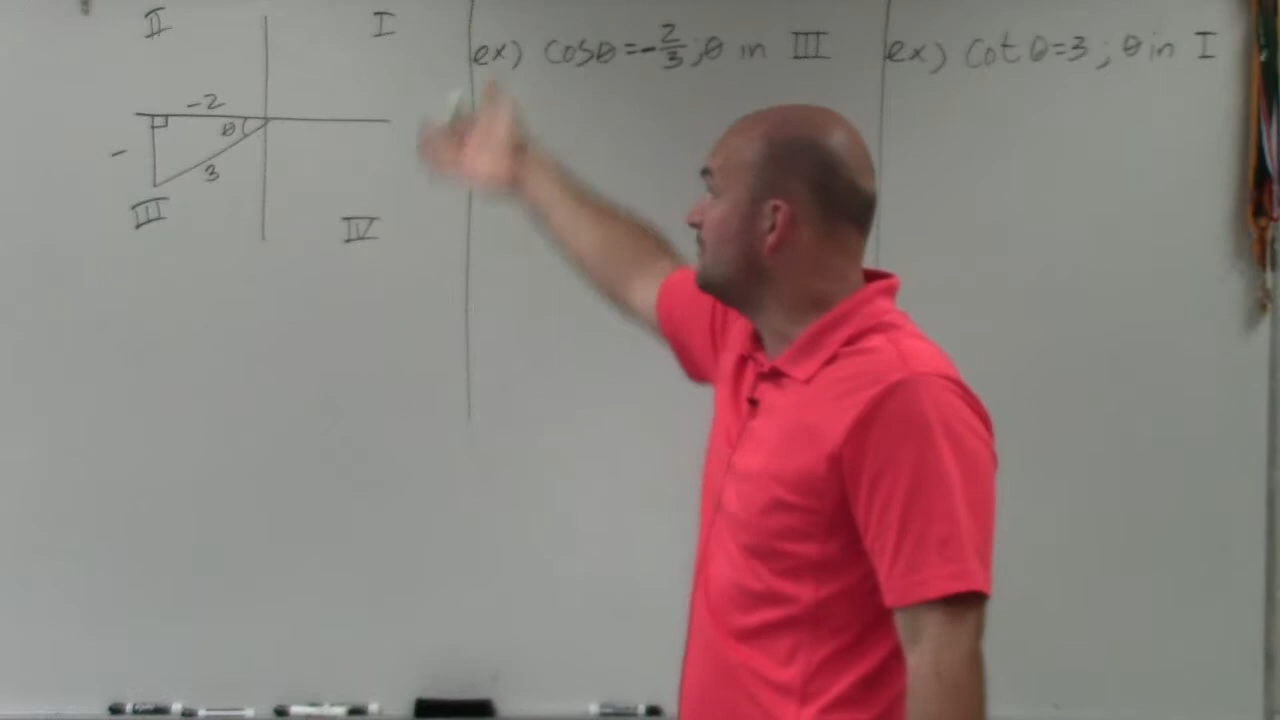 II I
-2
θ
- 3
III IV
ex) cosθ=-2/3;θ in III
ex) Cot θ=3; θ in I